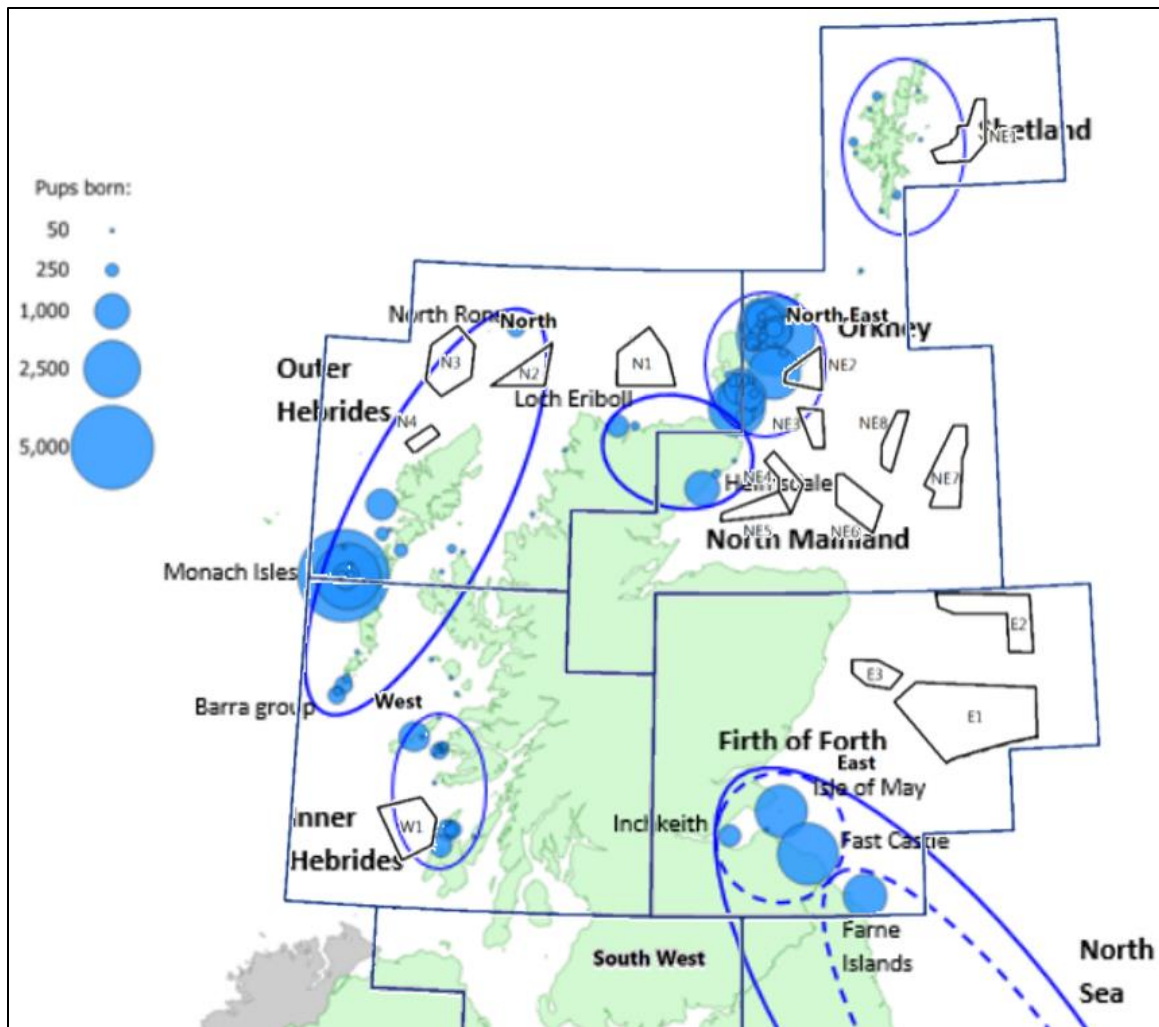 Shetland
NE1
Pups born:
50
250
1,000
2,500
5,000
North Rona
North
North East
Orkney
N3
N2
N1
NE2
Outer
Hebrides
Loch Eriboll
N4
NE3
NE8
NE4
Helmsdale
NE7
NE5
NE6
North Mainland
Monach Isles
E2
E3
E1
Barra group
West
Firth of Forth
East
Isle of May
W1
Inner
Hebrides
Inchkeith
Fast Castle
Farne
Islands
South West
North
Sea